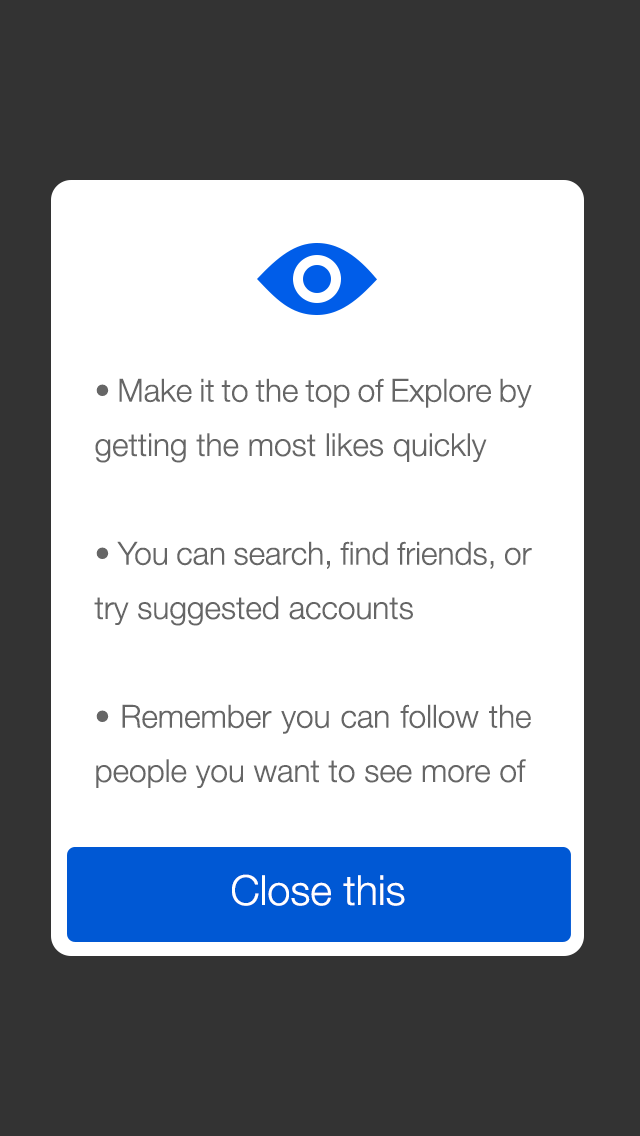 • Make it to the top of Explore by
getting the most likes quickly
• You can search, find friends, or
try suggested accounts
• Remember you can follow the
people you want to see more of
Close this